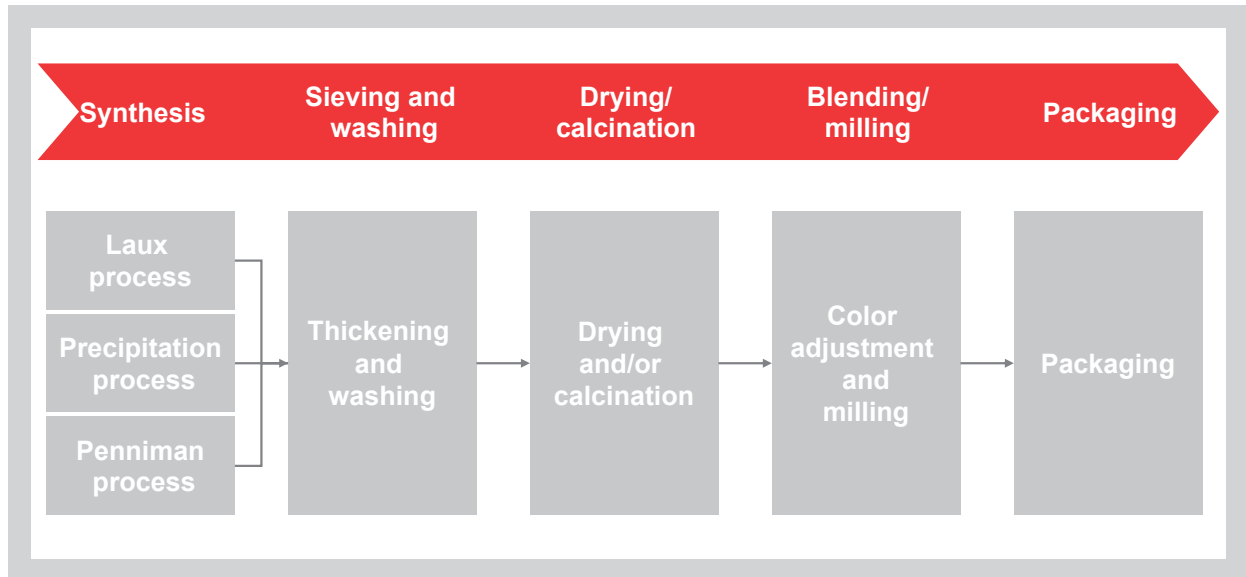 Synthesis
Sieving and
washing
Drying/
calcination
Blending/
milling
Packaging
Laux
process
Precipitation
process
Penniman
process
Thickening
and
washing
Drying
and/or
calcination
Color
adjustment
and
milling
Packaging